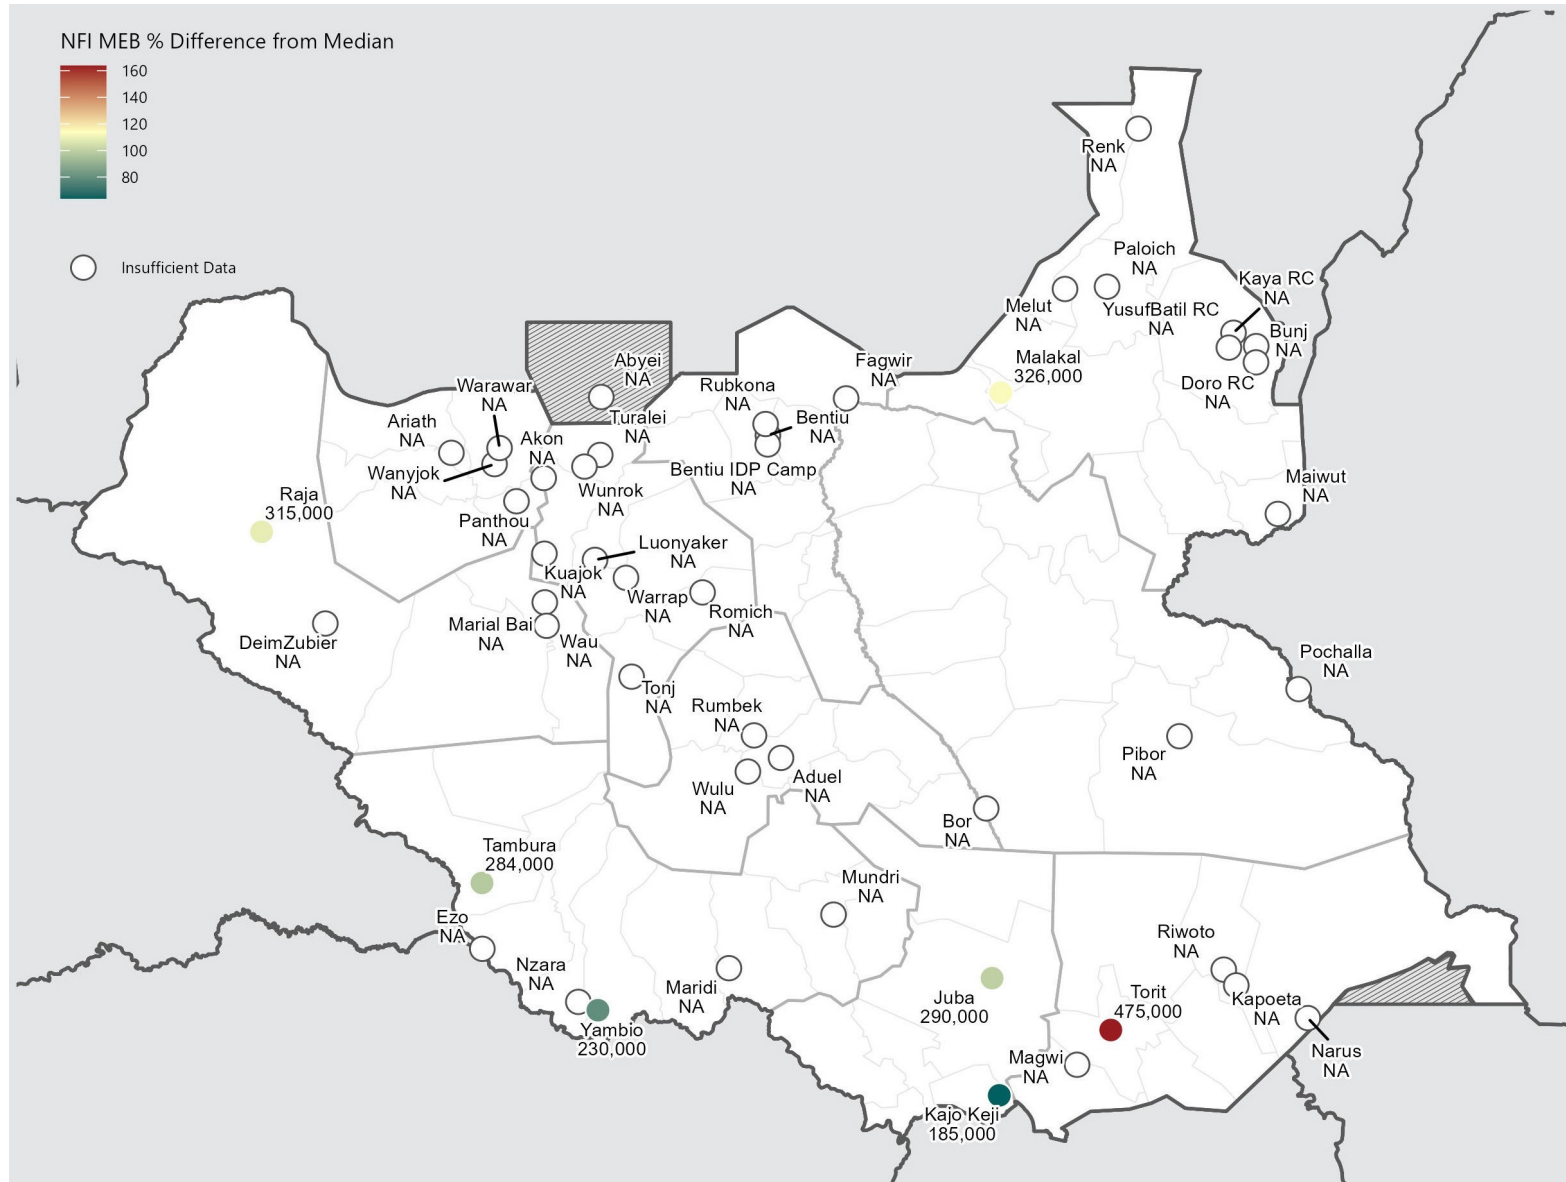 NFI MEB % Difference from Median
160
140
120
100
80
Insufficient Data
Renk
NA
Paloich
NA
Kaya RC
NA
Melut
NA
YusufBatil RC
NA
Bunj
NA
Malakal
326,000
Doro RC
NA
Abyei
NA
Fagwir
NA
Warawar
NA
Rubkona
NA
Ariath
NA
Turalei
NA
Bentiu
NA
Akon
NA
Wanyjok
NA
Bentiu IDP Camp
NA
Maiwut
NA
Raja
315,000
Wunrok
NA
Panthou
NA
Luonyaker
NA
Kuajok
NA
Warrap
NA
Romich
NA
Marial Bai
NA
Wau
NA
DeimZubier
NA
Pochalla
NA
Tonj
NA
Rumbek
NA
Pibor
NA
Wulu
NA
Aduel
NA
Bor
NA
Tambura
284,000
Mundri
NA
Ezo
NA
Riwoto
NA
Nzara
NA
Maridi
NA
Juba
290,000
Torit
475,000
Kapoeta
NA
Yambio
230,000
Narus
NA
Magwi
NA
Kajo Keji
185,000